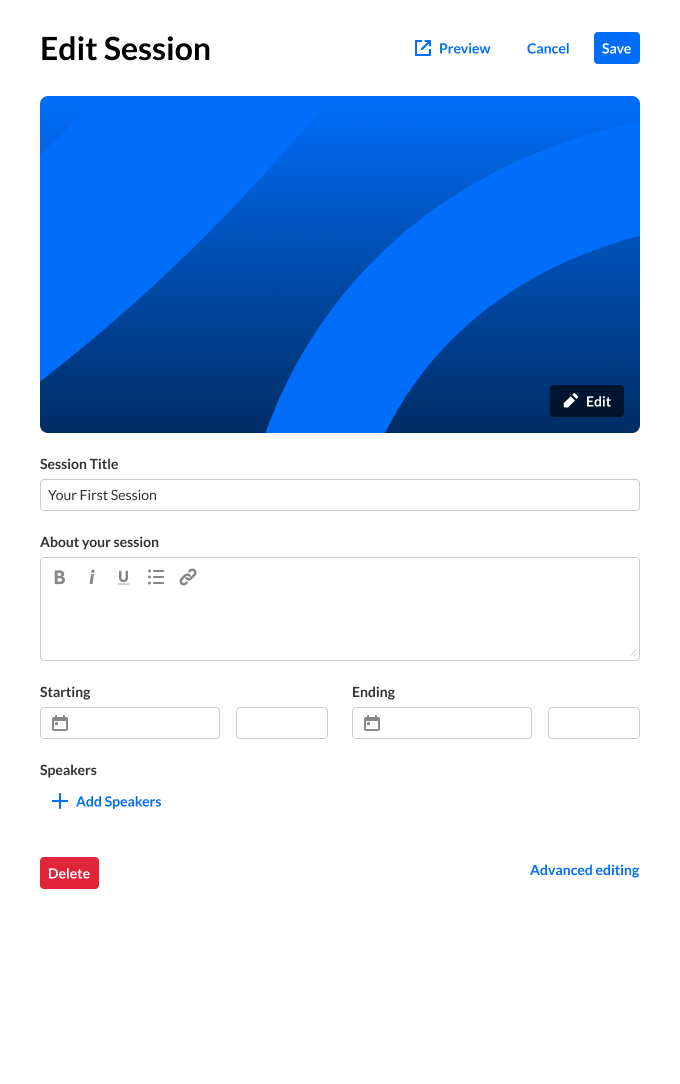 Edit Session
Preview
Cancel
Save
Edit
Session Title
Your First Session
About your session
B i U
Starting
Ending
Speakers
Add Speakers
Delete
Advanced editing